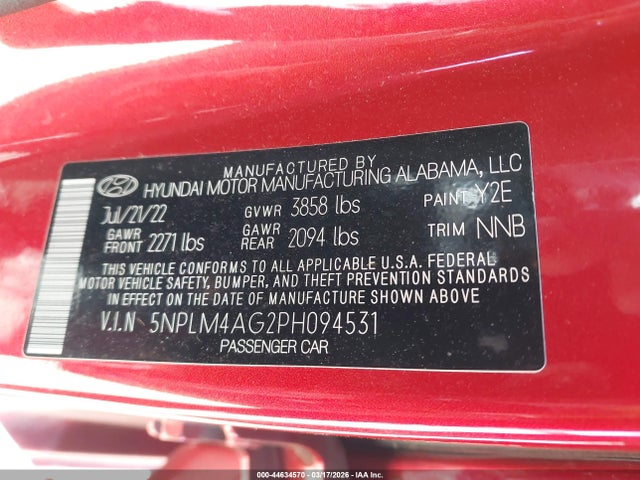 MANUFACTURED BY
HYUNDAI MOTOR MANUFACTURING ALABAMA, LLC
Jul/21/22 GVWR 3858 lbs PAINT Y2E
GAWR FRONT 2271 lbs GAWR REAR 2094 lbs TRIM NNB
THIS VEHICLE CONFORMS TO ALL APPLICABLE U.S.A. FEDERAL
MOTOR VEHICLE SAFETY, BUMPER, AND THEFT PREVENTION STANDARDS
IN EFFECT ON THE DATE OF MANUFACTURE SHOWN ABOVE
V.I.N 5NPLM4AG2PH094531
PASSENGER CAR
000-44634570 — 03/17/2026 — IAA Inc.